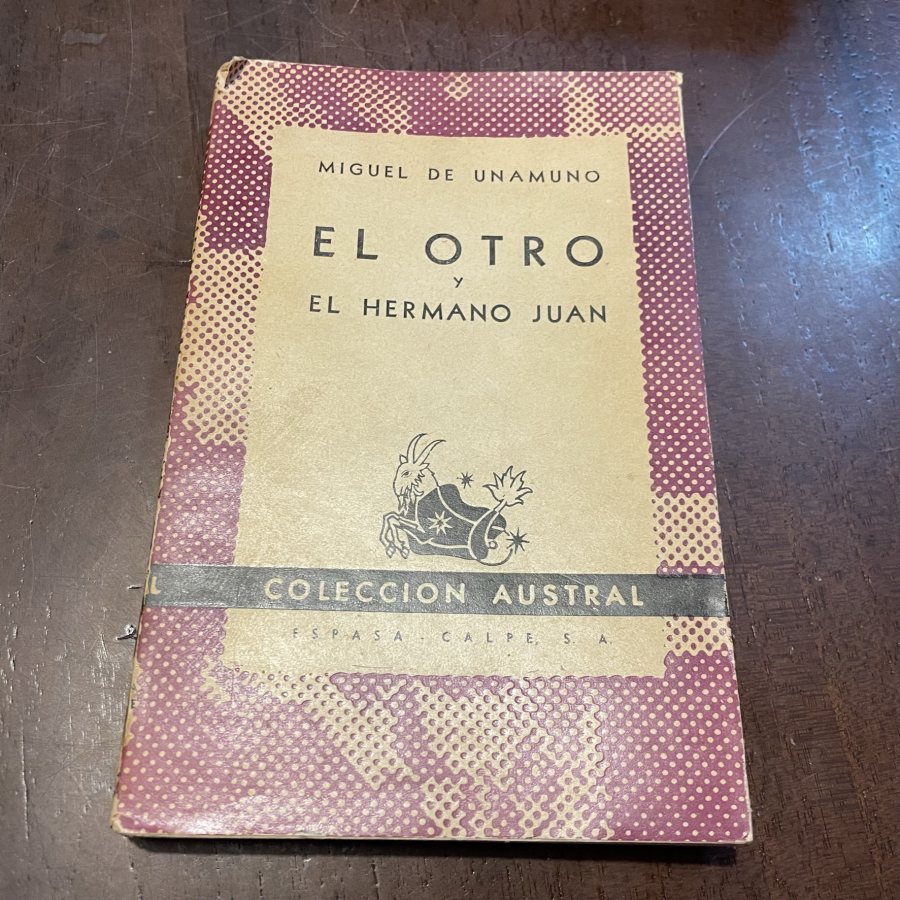 MIGUEL DE UNAMUNO
EL OTRO
Y
EL HERMANO JUAN
COLECCION AUSTRAL
ESPASA - CALPE, S. A.